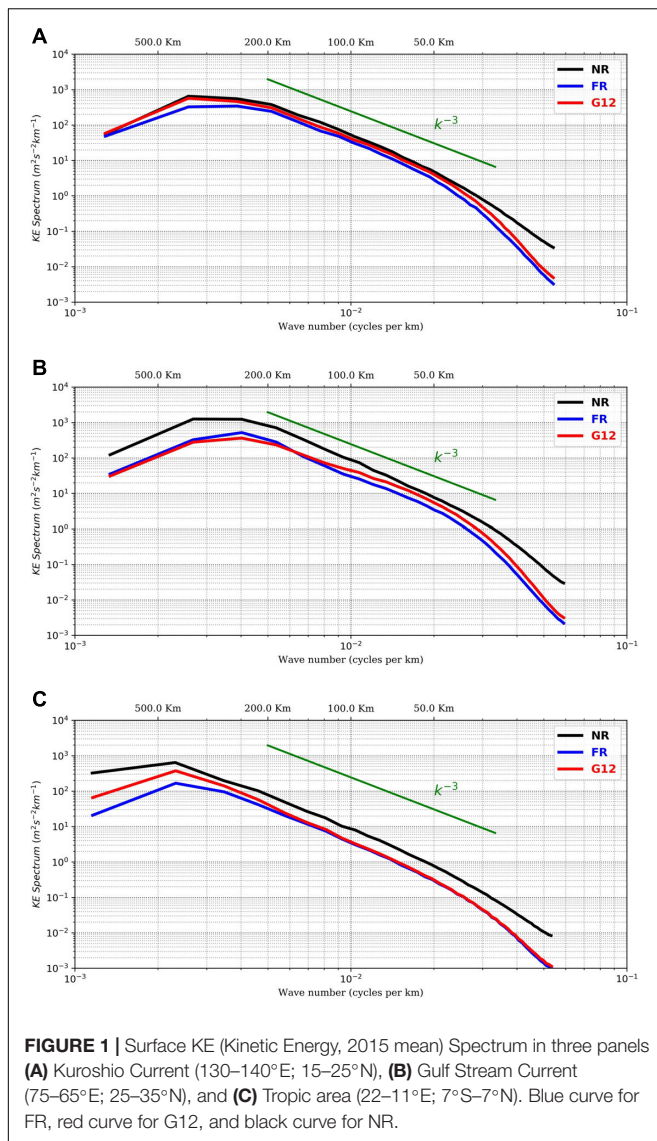 A
500.0 Km 200.0 Km 100.0 Km 50.0 Km
10⁴
10³
10²
10¹
10⁰
10⁻¹
10⁻²
10⁻³
KE Spectrum (m²s⁻²km⁻¹)
k⁻³
NR
FR
G12
10⁻³ 10⁻² 10⁻¹
Wave number (cycles per km)
B
500.0 Km 200.0 Km 100.0 Km 50.0 Km
10⁴
10³
10²
10¹
10⁰
10⁻¹
10⁻²
10⁻³
KE Spectrum (m²s⁻²km⁻¹)
k⁻³
NR
FR
G12
10⁻³ 10⁻² 10⁻¹
Wave number (cycles per km)
C
500.0 Km 200.0 Km 100.0 Km 50.0 Km
10⁴
10³
10²
10¹
10⁰
10⁻¹
10⁻²
10⁻³
KE Spectrum (m²s⁻²km⁻¹)
k⁻³
NR
FR
G12
10⁻³ 10⁻² 10⁻¹
Wave number (cycles per km)
FIGURE 1 | Surface KE (Kinetic Energy, 2015 mean) Spectrum in three panels
(A) Kuroshio Current (130–140°E; 15–25°N), (B) Gulf Stream Current
(75–65°E; 25–35°N), and (C) Tropic area (22–11°E; 7°S–7°N). Blue curve for
FR, red curve for G12, and black curve for NR.